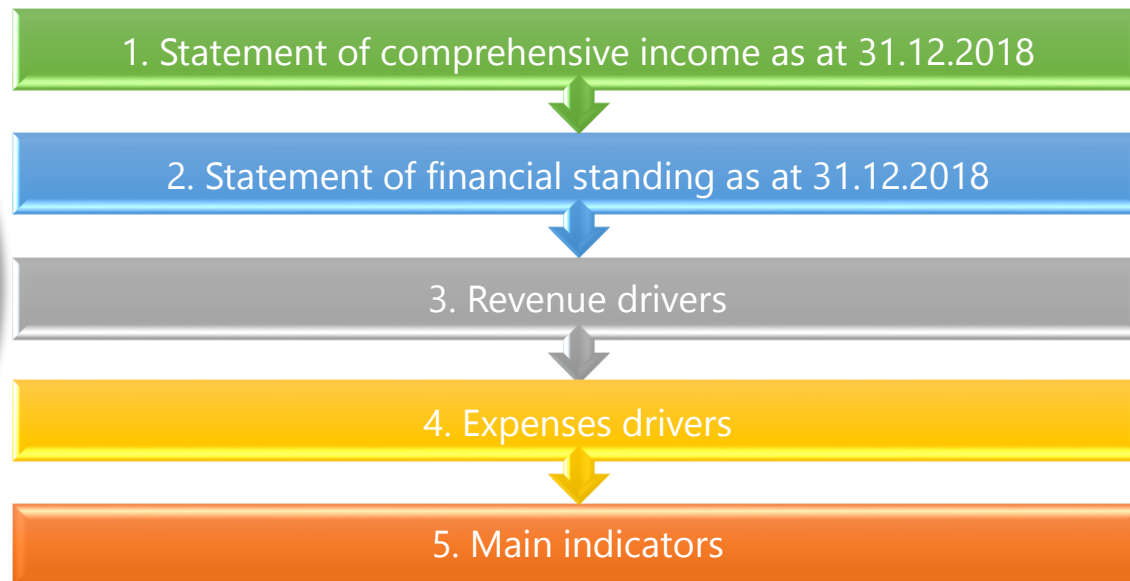 1. Statement of comprehensive income as at 31.12.2018
2. Statement of financial standing as at 31.12.2018
3. Revenue drivers
4. Expenses drivers
5. Main indicators